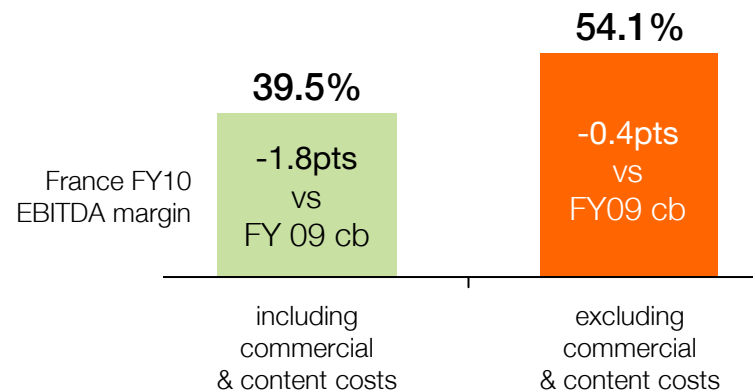 54.1%
39.5%
France FY10
EBITDA margin
-1.8pts
vs
FY 09 cb
-0.4pts
vs
FY09 cb
including
commercial
& content costs
excluding
commercial
& content costs